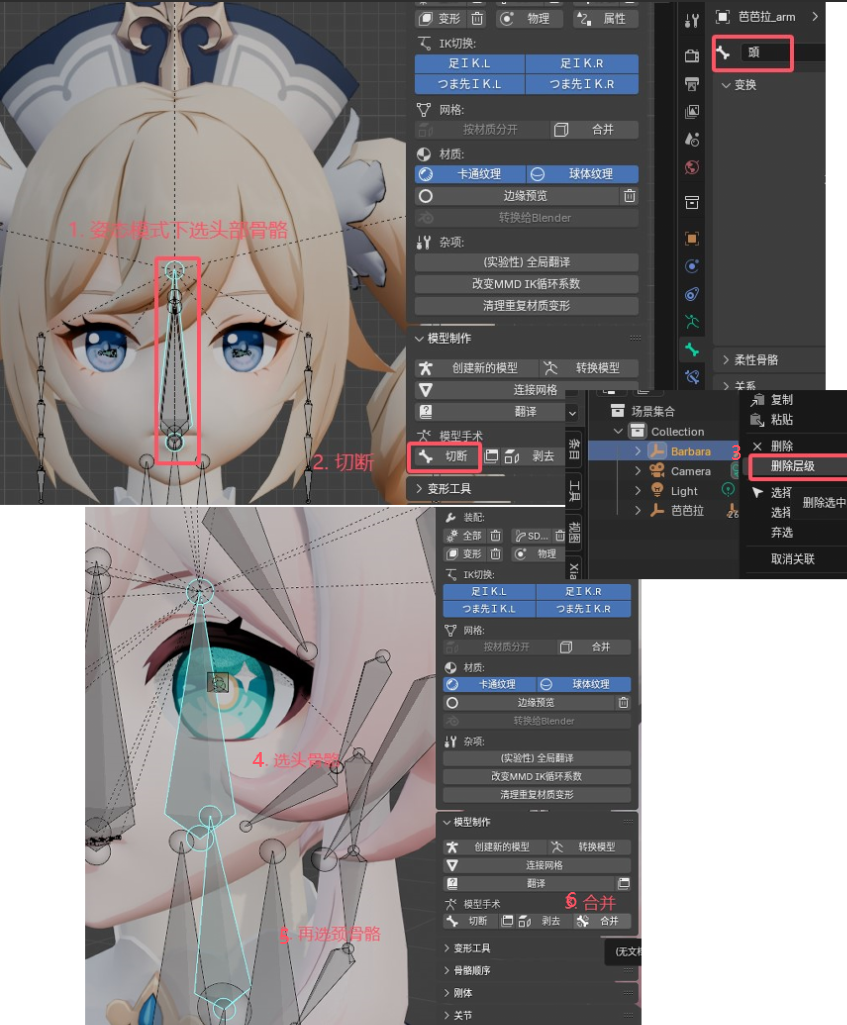 变形
物理
属性
IK切换:
足ＩＫ.L
足ＩＫ.R
つま先ＩＫ.L
つま先ＩＫ.R
网格:
按材质分开
合并
材质:
卡通纹理
球体纹理
边缘预览
转换给Blender
杂项:
(实验性) 全局翻译
改变MMD IK循环系数
清理重复材质变形
模型制作
创建新的模型
转换模型
连接网格
翻译
模型手术
切断
剥去
变形工具
1. 姿态模式下选头部骨骼
2. 切断
芭芭拉_arm
頭
变换
柔性骨骼
关系
条目
工具
视图
Xia
场景集合
Collection
Barbara
Camera
Light
芭芭拉
3
复制
粘贴
删除
删除层级
选择
选择
弃选
取消关联
删除选中
装配:
全部
SD...
变形
物理
IK切换:
足ＩＫ.L
足ＩＫ.R
つま先ＩＫ.L
つま先ＩＫ.R
网格:
按材质分开
合并
材质:
卡通纹理
球体纹理
边缘预览
转换给Blender
杂项:
(实验性) 全局翻译
改变MMD IK循环系数
清理重复材质变形
模型制作
创建新的模型
转换模型
连接网格
翻译
模型手术
切断
剥去
合并
变形工具
骨骼顺序
刚体
关节
4. 选头骨骼
5. 再选颈骨骼
6. 合并
(无文档